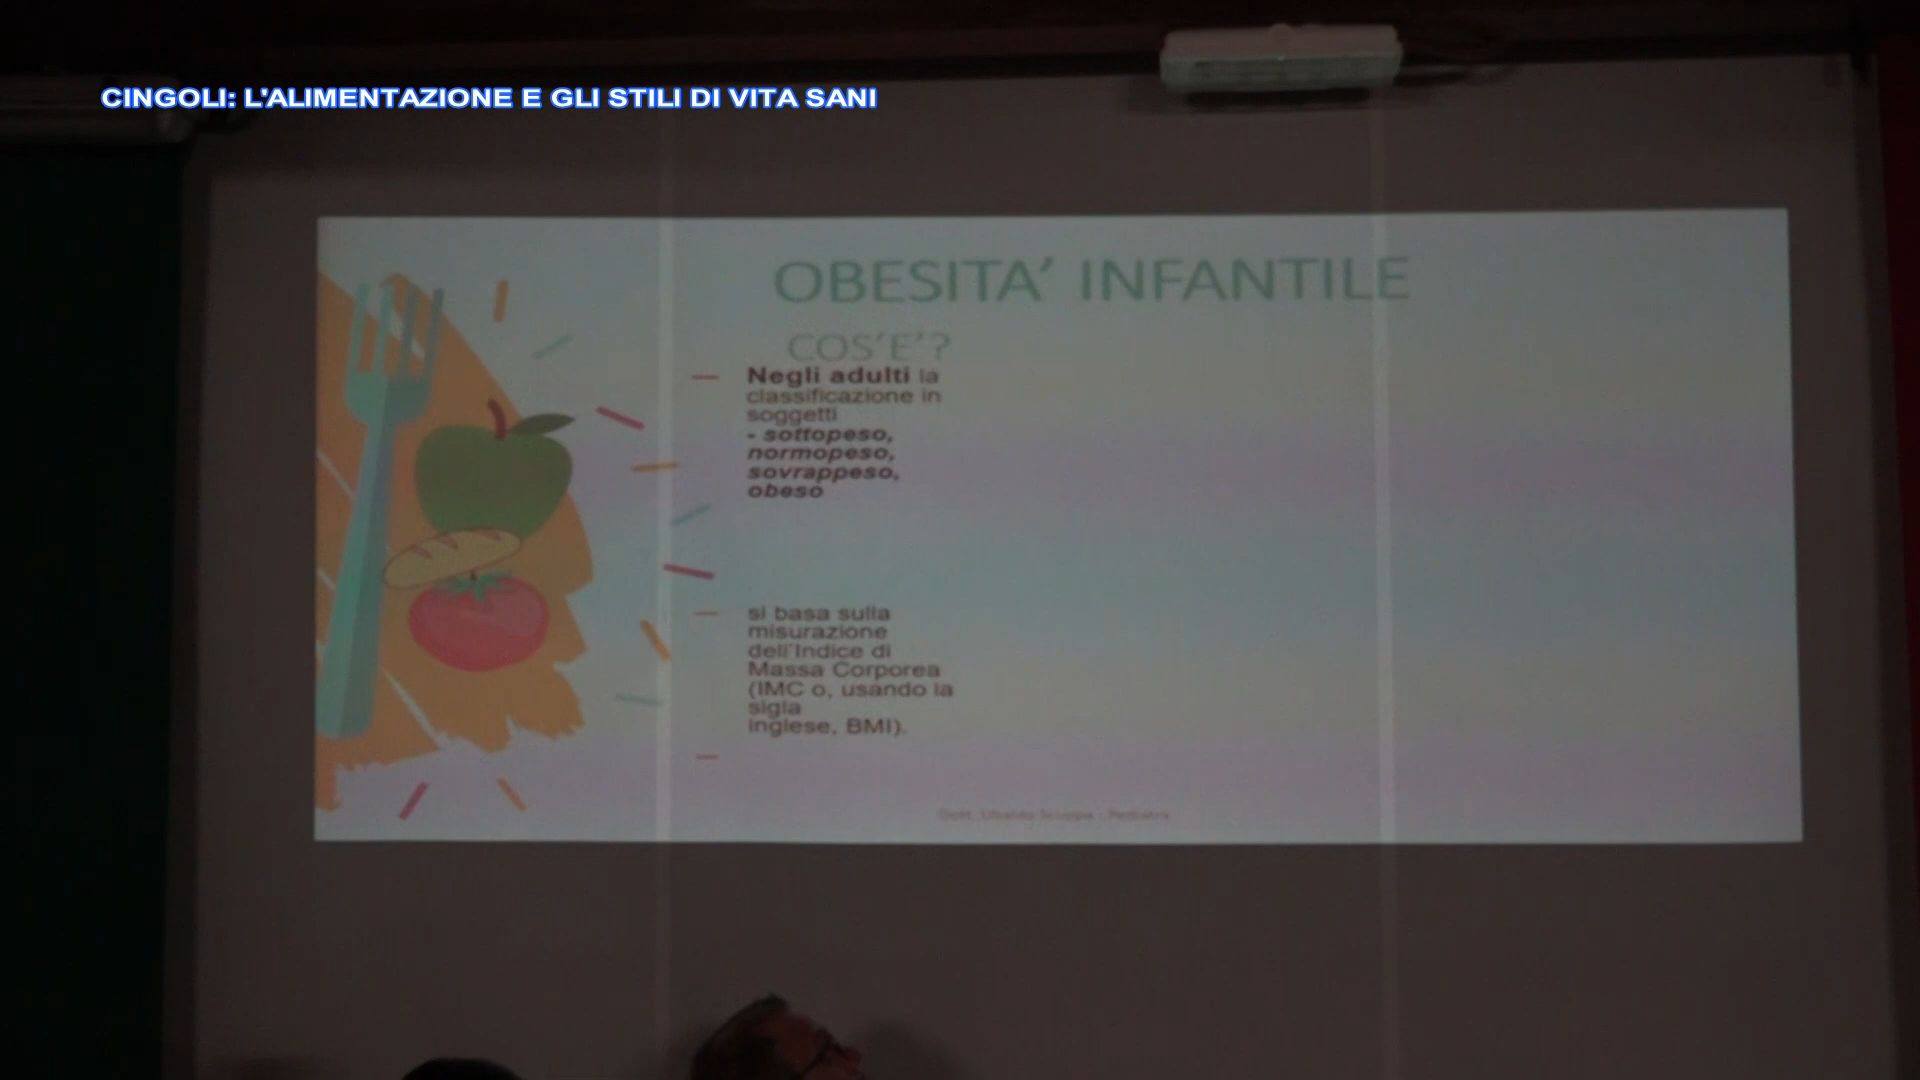 CINGOLI: L'ALIMENTAZIONE E GLI STILI DI VITA SANI
OBESITA’ INFANTILE
COS’E’?
Negli adulti la
classificazione in
soggetti
- sottopeso,
normopeso,
sovrappeso,
obeso
si basa sulla
misurazione
dell'Indice di
Massa Corporea
(IMC o, usando la
sigla
inglese, BMI).
Pediatra